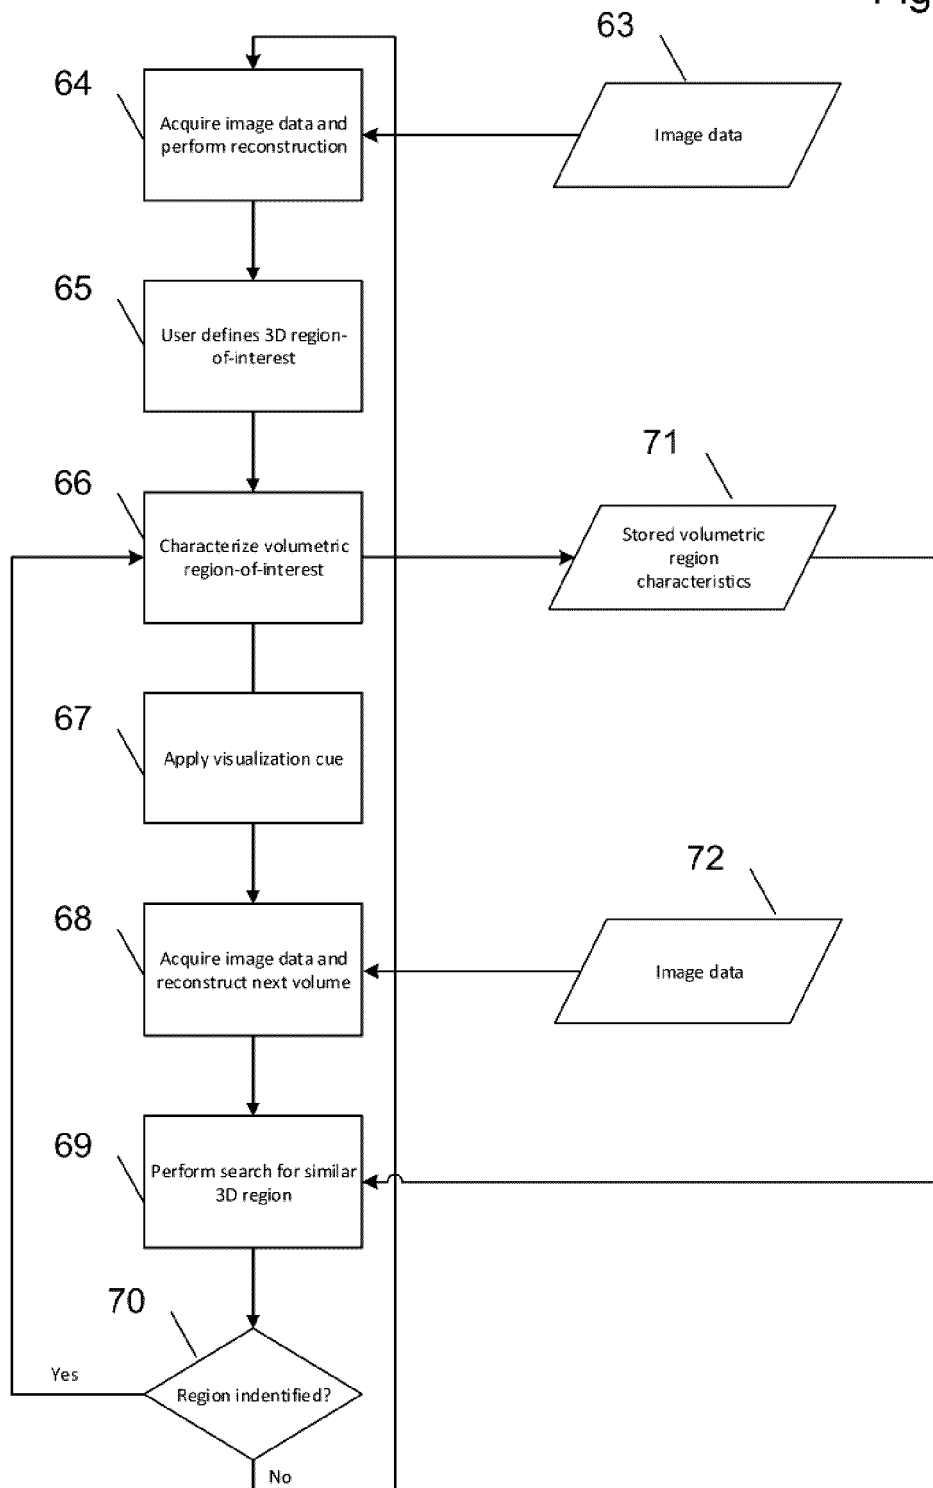 Fig
63
64
Acquire image data and
perform reconstruction
Image data
65
User defines 3D region-
of-interest
71
66
Characterize volumetric
region-of-interest
Stored volumetric
region
characteristics
67
Apply visualization cue
72
68
Acquire image data and
reconstruct next volume
Image data
69
Perform search for similar
3D region
70
Yes
Region indentified?
No